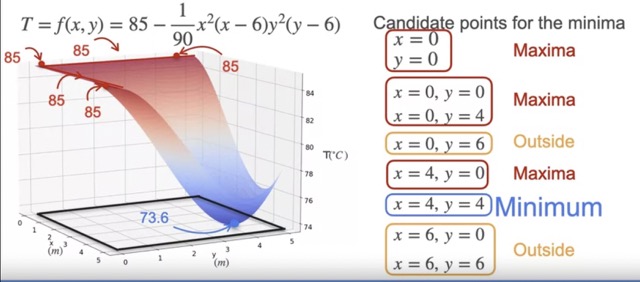 T = f(x, y) = 85 − \frac{1}{90}x²(x − 6)y²(y − 6)
Candidate points for the minima
x = 0
y = 0
Maxima
x = 0, y = 0
x = 0, y = 4
Maxima
x = 0, y = 6
Outside
x = 4, y = 0
Maxima
x = 4, y = 4
Minimum
x = 6, y = 0
x = 6, y = 6
Outside
85
85
85
85
85
73.6
84
82
80
78
76
74
T(°C)
0
1
2
3
4
5
x
(m)
0
1
2
3
4
5
y
(m)